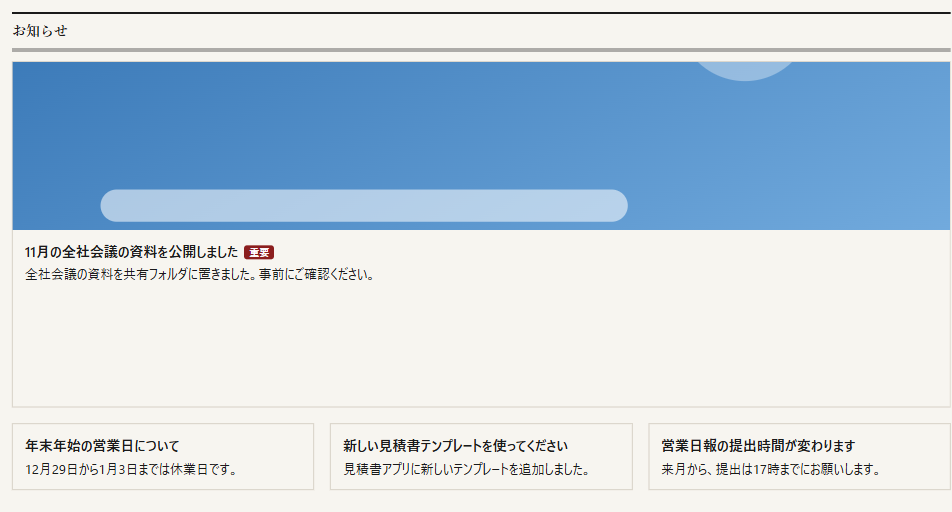 お知らせ
11月の全社会議の資料を公開しました 重要
全社会議の資料を共有フォルダに置きました。事前にご確認ください。
年末年始の営業日について
12月29日から1月3日までは休業日です。
新しい見積書テンプレートを使ってください
見積書アプリに新しいテンプレートを追加しました。
営業日報の提出時間が変わります
来月から、提出は17時までにお願いします。